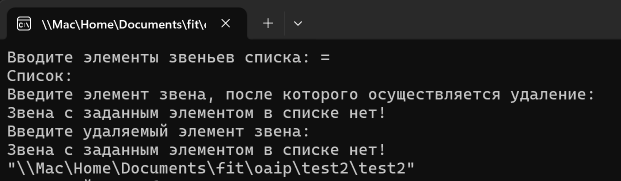 \\Mac\Home\Documents\fit\
Вводите элементы звеньев списка: =
Список:
Введите элемент звена, после которого осуществляется удаление:
Звена с заданным элементом в списке нет!
Введите удаляемый элемент звена:
Звена с заданным элементом в списке нет!
"\\Mac\Home\Documents\fit\oaip\test2\test2"